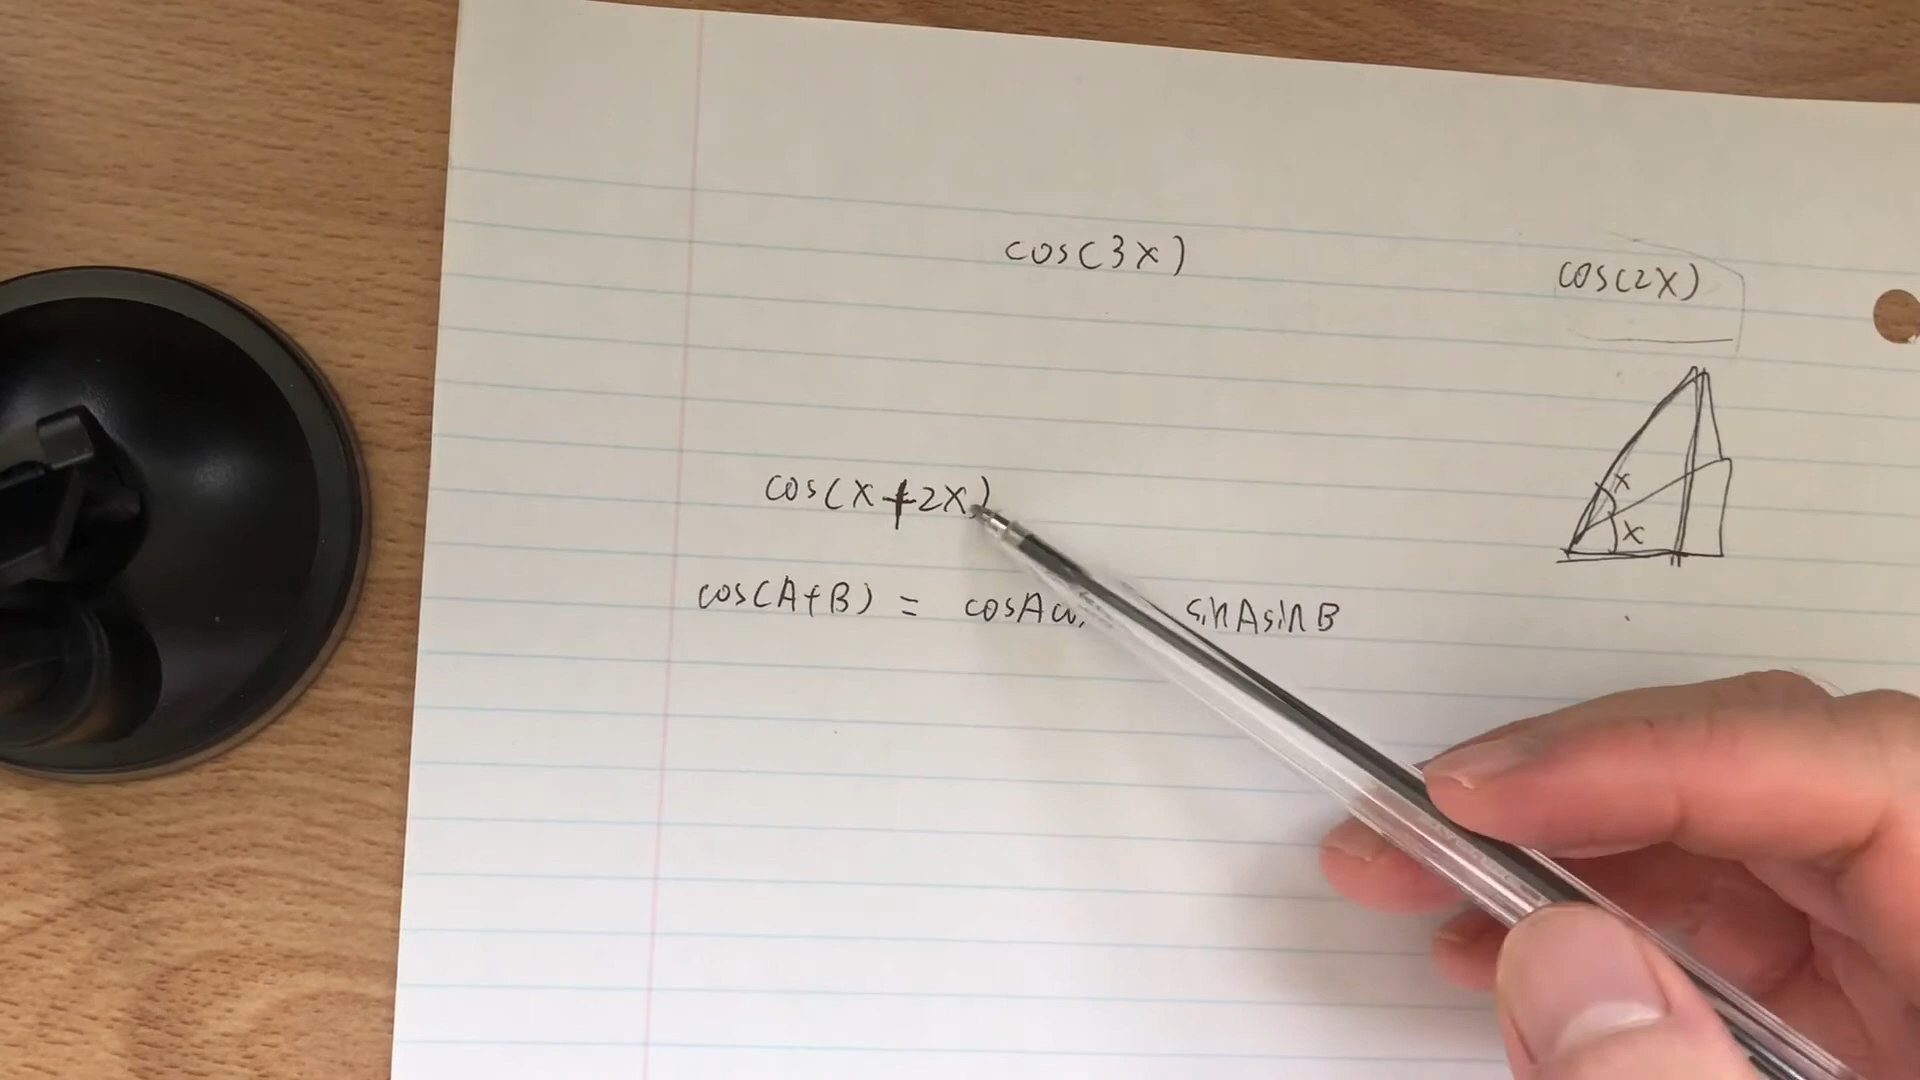 cos(3x)
cos(2x)
x
x
cos(x+2x)
cos(A+B) = cosA sinAsinB